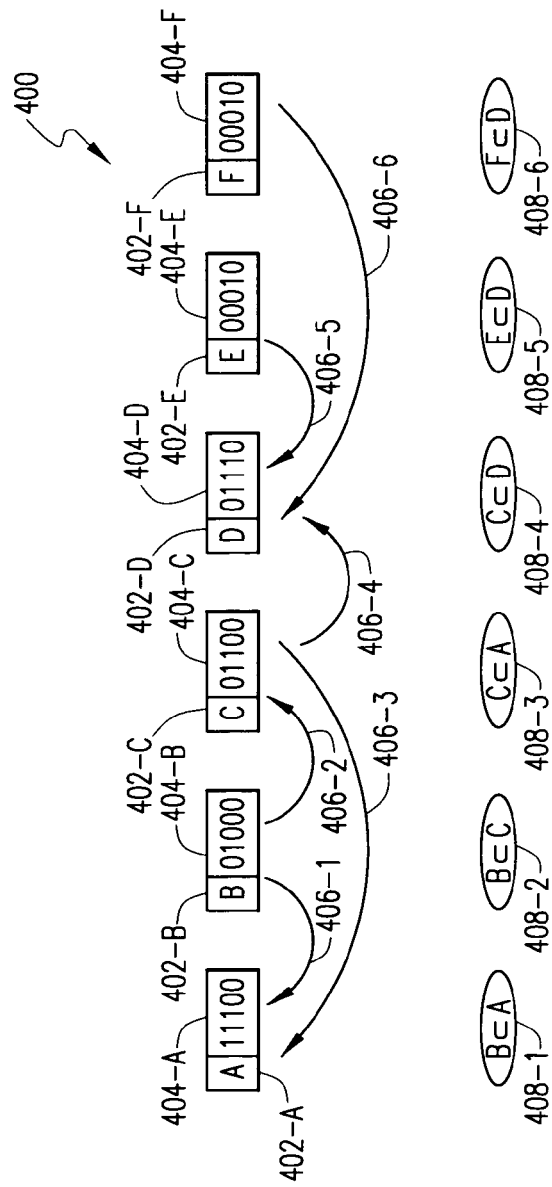 400
402-F
404-F
404-E
402-E
404-D
402-D
404-C
402-C
404-B
402-B
404-A
402-A
A 11100
B 01000
C 01100
D 01110
E 00010
F 00010
406-1
406-2
406-3
406-4
406-5
406-6
B⊏A
B⊏C
C⊏A
C⊏D
E⊏D
F⊏D
408-1
408-2
408-3
408-4
408-5
408-6